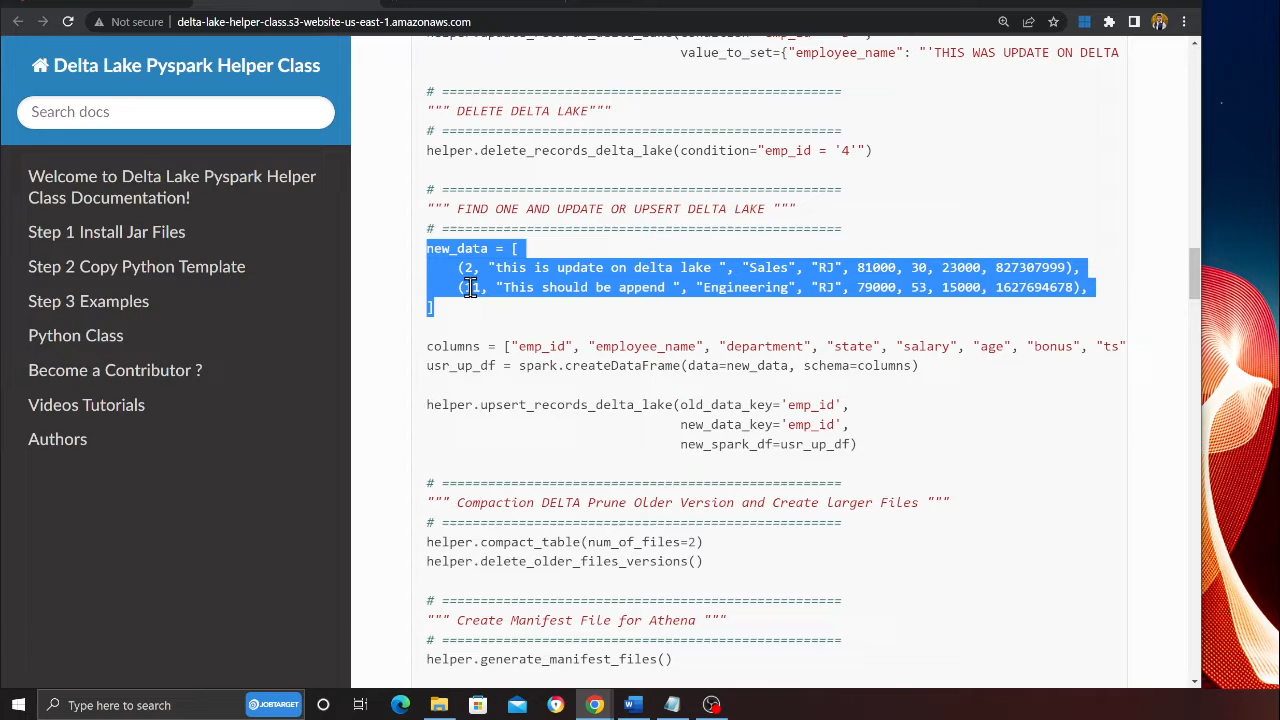 Not secure
delta-lake-helper-class.s3-website-us-east-1.amazonaws.com
Delta Lake Pyspark Helper Class
Search docs
Welcome to Delta Lake Pyspark Helper
Class Documentation!
Step 1 Install Jar Files
Step 2 Copy Python Template
Step 3 Examples
Python Class
Become a Contributor ?
Videos Tutorials
Authors
value_to_set={"employee_name": "'THIS WAS UPDATE ON DELTA
# ====================================================
""" DELETE DELTA LAKE"""
# ====================================================
helper.delete_records_delta_lake(condition="emp_id = '4'")
# ====================================================
""" FIND ONE AND UPDATE OR UPSERT DELTA LAKE """
# ====================================================
new_data = [
(2, "this is update on delta lake ", "Sales", "RJ", 81000, 30, 23000, 827307999),
(11, "This should be append ", "Engineering", "RJ", 79000, 53, 15000, 1627694678),
]
columns = ["emp_id", "employee_name", "department", "state", "salary", "age", "bonus", "ts"
usr_up_df = spark.createDataFrame(data=new_data, schema=columns)
helper.upsert_records_delta_lake(old_data_key='emp_id',
new_data_key='emp_id',
new_spark_df=usr_up_df)
# ====================================================
""" Compaction DELTA Prune Older Version and Create larger Files """
# ====================================================
helper.compact_table(num_of_files=2)
helper.delete_older_files_versions()
# ====================================================
""" Create Manifest File for Athena """
# ====================================================
helper.generate_manifest_files()
Type here to search
JOBTARGET